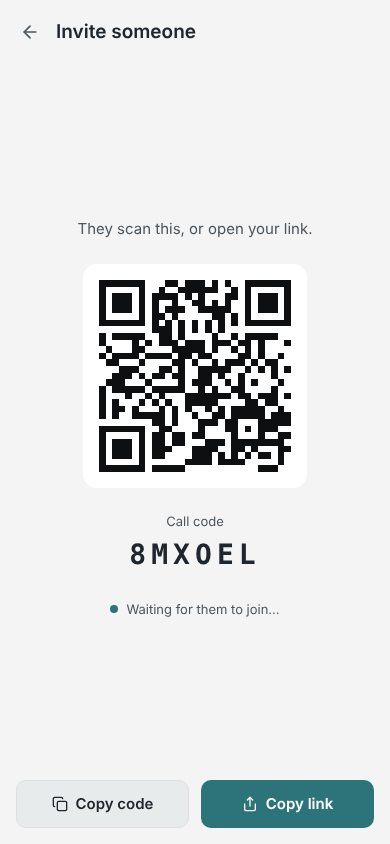 Invite someone
They scan this, or open your link.
Call code
8MXOEL
Waiting for them to join...
Copy code
Copy link